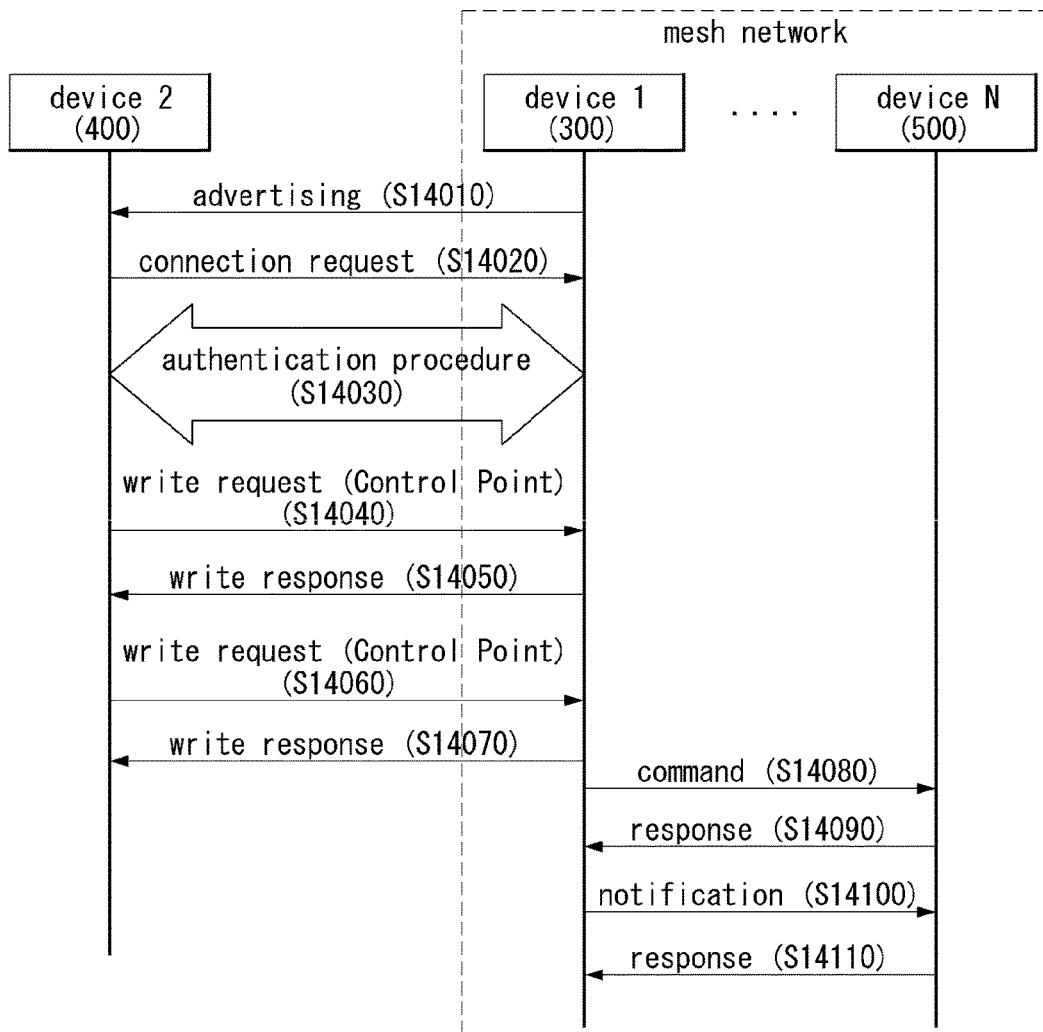 mesh network
device 2
(400)
device 1
(300)
....
device N
(500)
advertising (S14010)
connection request (S14020)
authentication procedure
(S14030)
write request (Control Point)
(S14040)
write response (S14050)
write request (Control Point)
(S14060)
write response (S14070)
command (S14080)
response (S14090)
notification (S14100)
response (S14110)